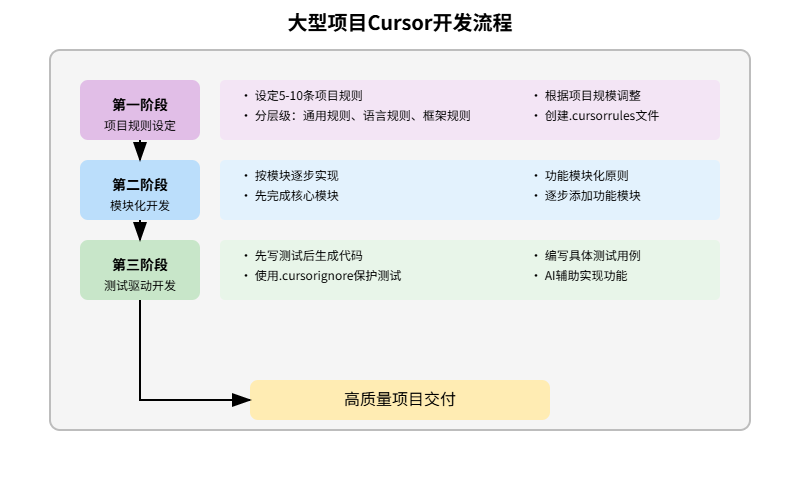 大型项目Cursor开发流程
第一阶段
项目规则设定
• 设定5-10条项目规则
• 分层级：通用规则、语言规则、框架规则
• 根据项目规模调整
• 创建.cursorrules文件
第二阶段
模块化开发
• 按模块逐步实现
• 先完成核心模块
• 功能模块化原则
• 逐步添加功能模块
第三阶段
测试驱动开发
• 先写测试后生成代码
• 使用.cursorignore保护测试
• 编写具体测试用例
• AI辅助实现功能
高质量项目交付